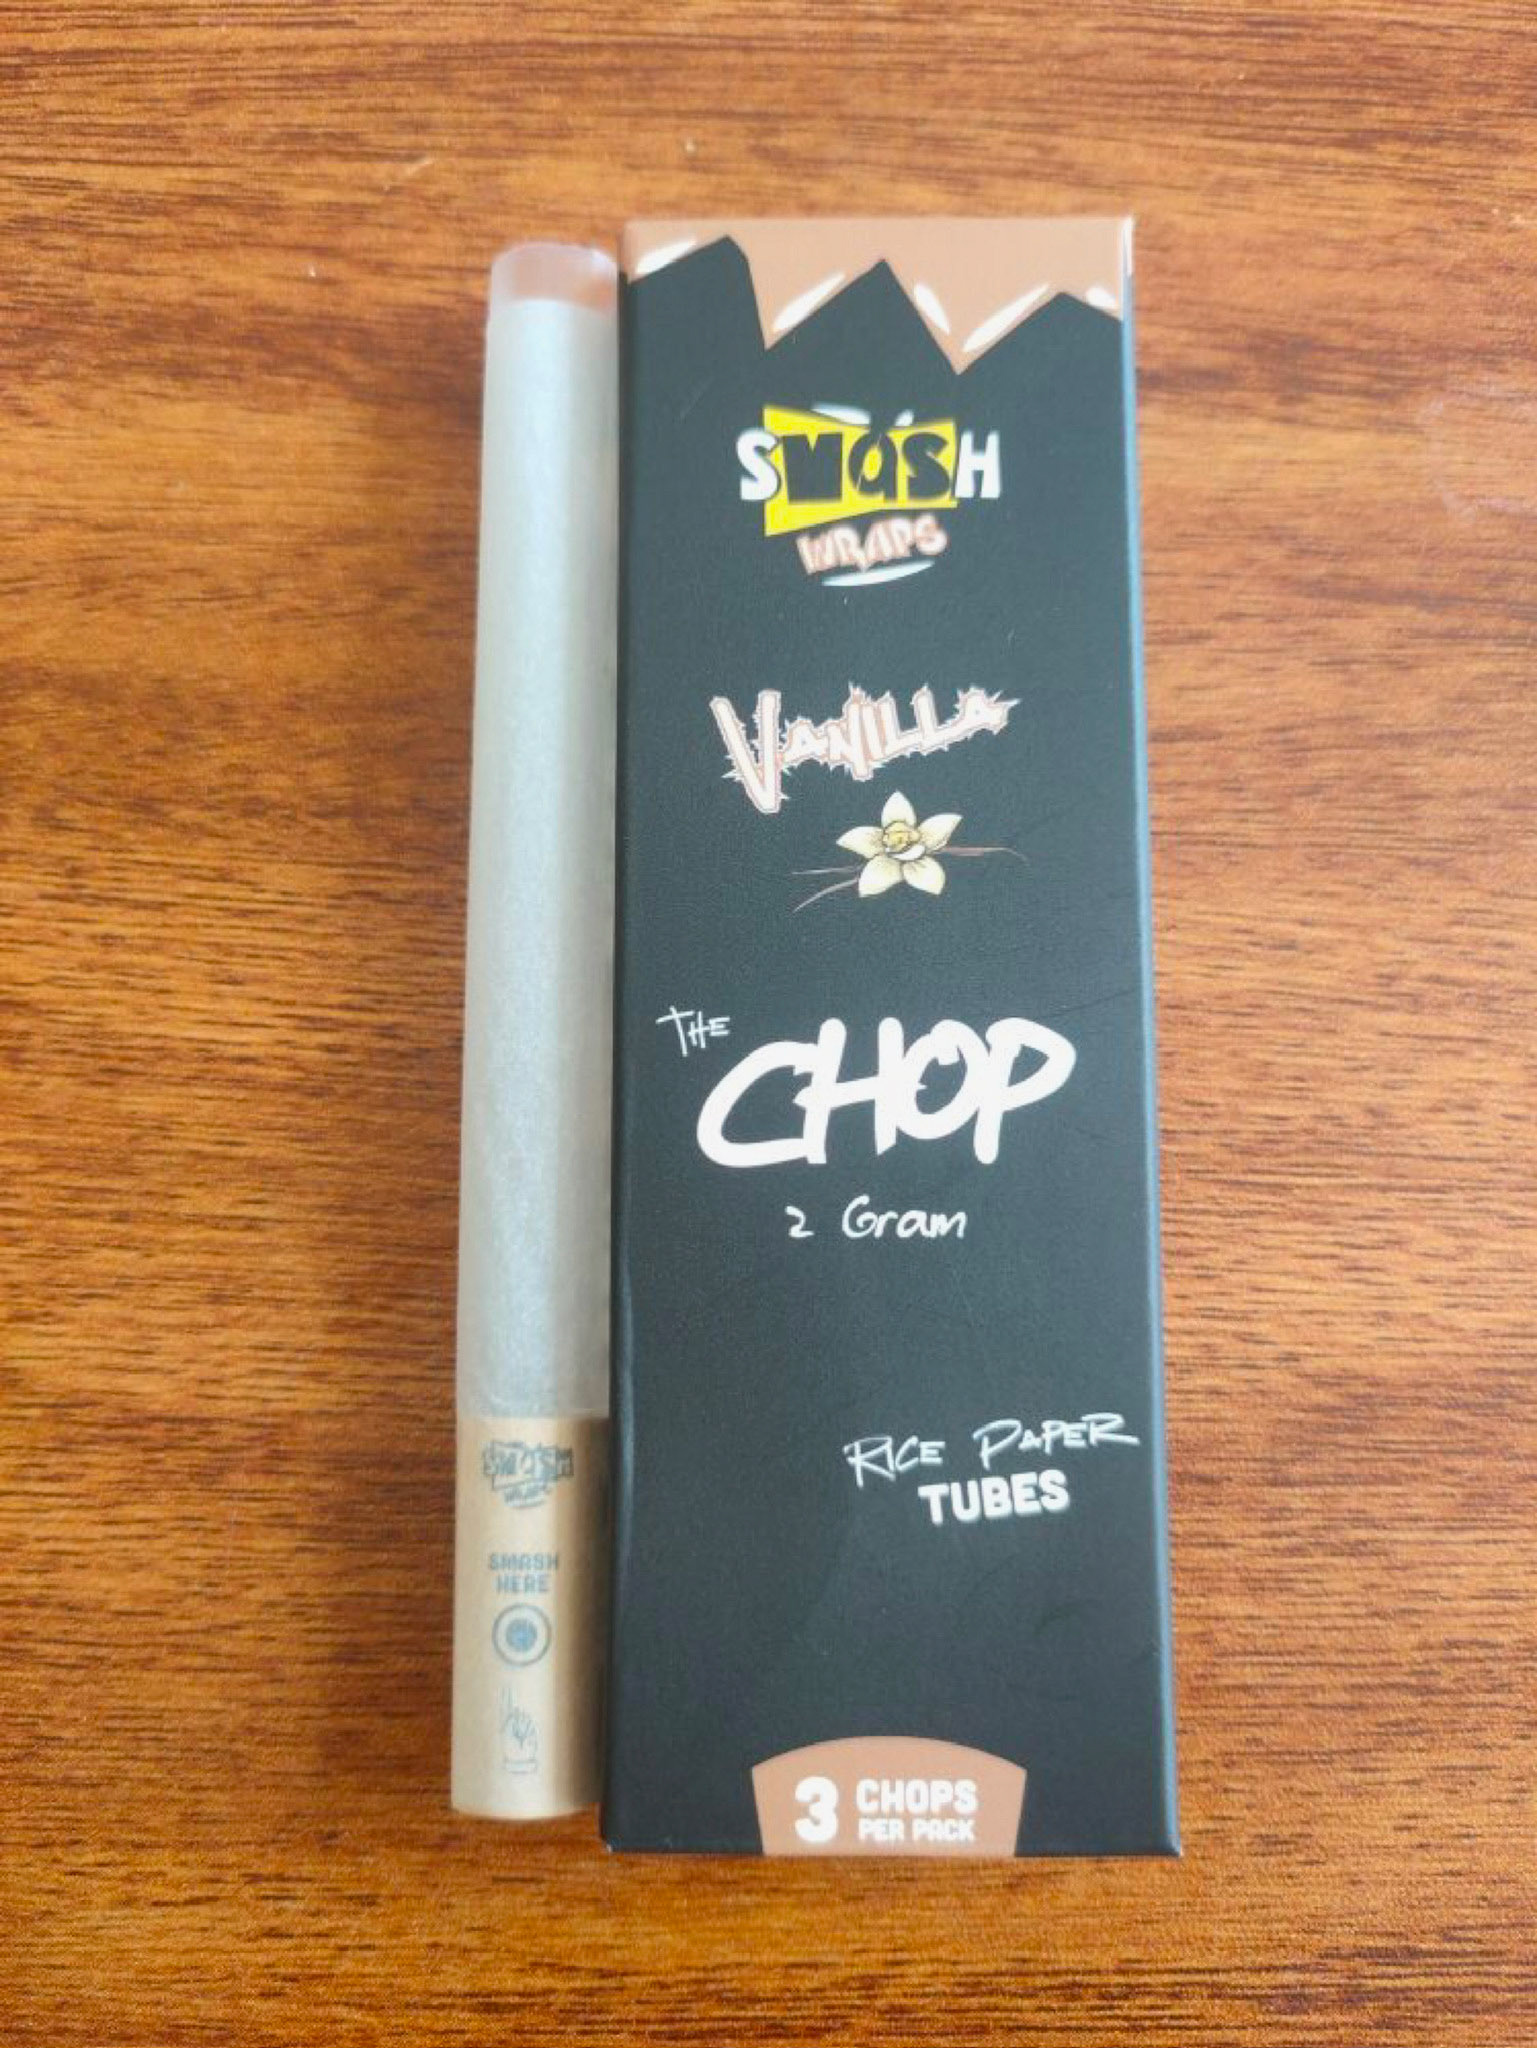 SMASH
WRAPS
VANILLA
THE
CHOP
2 Gram
RICE PAPER
TUBES
3 CHOPS
PER PACK
SMASH
WRAPS
SMASH
HERE